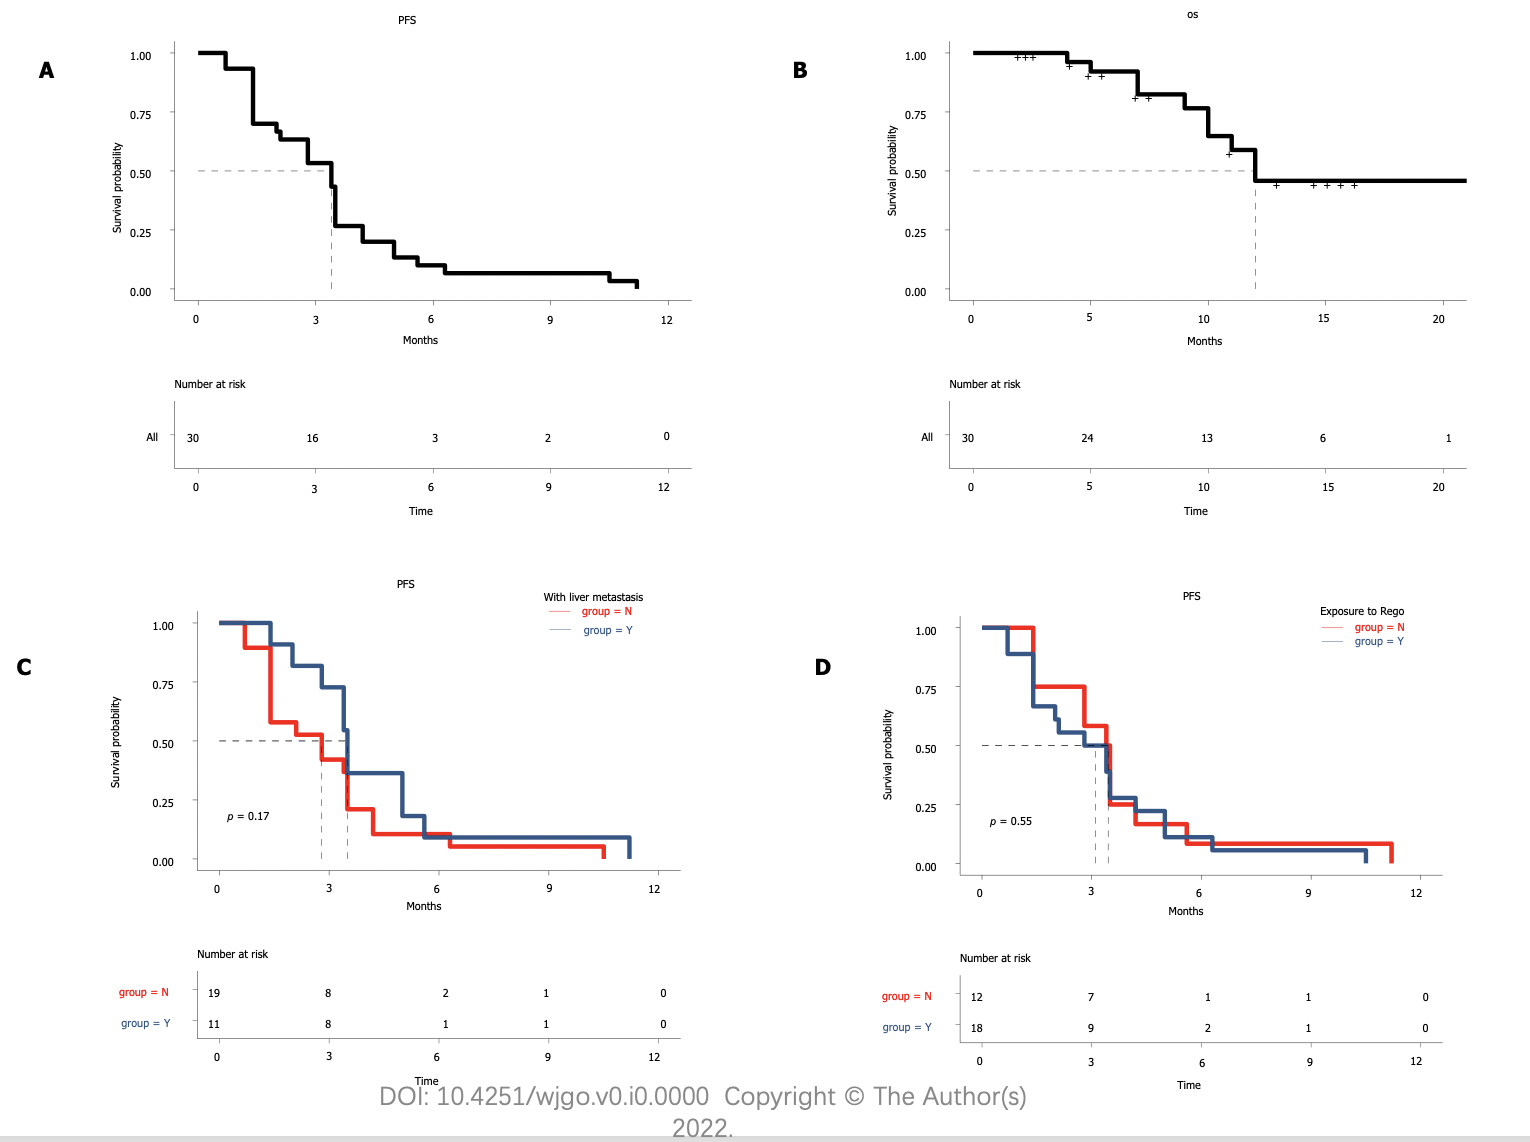 PFS
A
1.00
0.75
0.50
0.25
0.00
Survival probability
0 3 6 9 12
Months
Number at risk
All 30 16 3 2 0
0 3 6 9 12
Time
os
B
1.00
0.75
0.50
0.25
0.00
Survival probability
0 5 10 15 20
Months
Number at risk
All 30 24 13 6 1
0 5 10 15 20
Time
PFS
With liver metastasis
group = N
group = Y
C
1.00
0.75
0.50
0.25
0.00
Survival probability
p = 0.17
0 3 6 9 12
Months
Number at risk
group = N 19 8 2 1 0
group = Y 11 8 1 1 0
0 3 6 9 12
Time
PFS
Exposure to Rego
group = N
group = Y
D
1.00
0.75
0.50
0.25
0.00
Survival probability
p = 0.55
0 3 6 9 12
Months
Number at risk
group = N 12 7 1 1 0
group = Y 18 9 2 1 0
0 3 6 9 12
Time
DOI: 10.4251/wjgo.v0.i0.0000 Copyright © The Author(s)
2022.